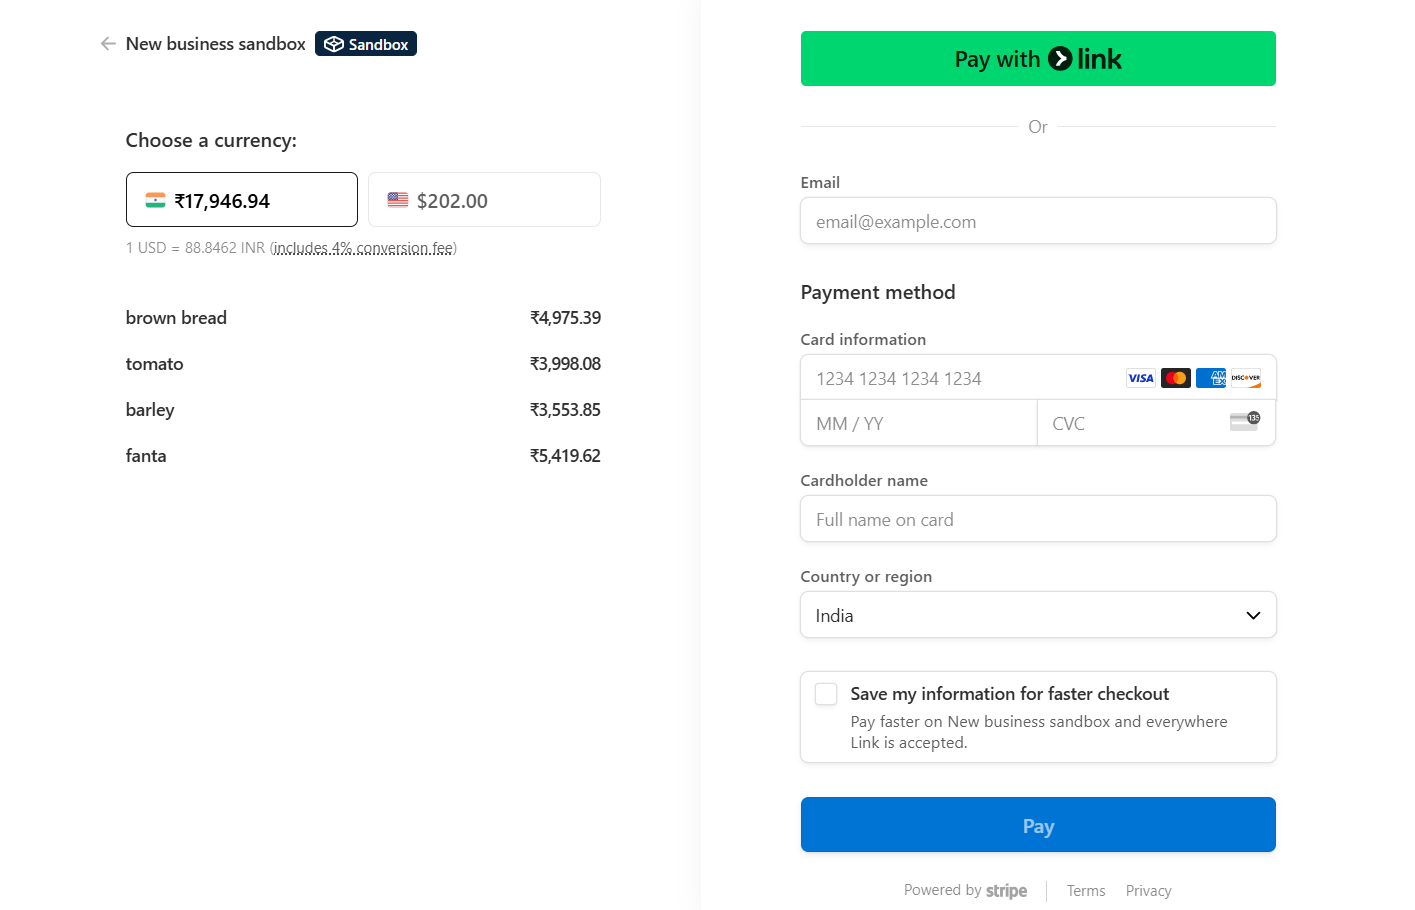 New business sandbox Sandbox
Choose a currency:
₹17,946.94 $202.00
1 USD = 88.8462 INR (includes 4% conversion fee)
brown bread ₹4,975.39
tomato ₹3,998.08
barley ₹3,553.85
fanta ₹5,419.62
Pay with link
Or
Email
email@example.com
Payment method
Card information
1234 1234 1234 1234 VISA AM EX DISCOVER
MM / YY CVC 135
Cardholder name
Full name on card
Country or region
India
Save my information for faster checkout
Pay faster on New business sandbox and everywhere
Link is accepted.
Pay
Powered by stripe Terms Privacy